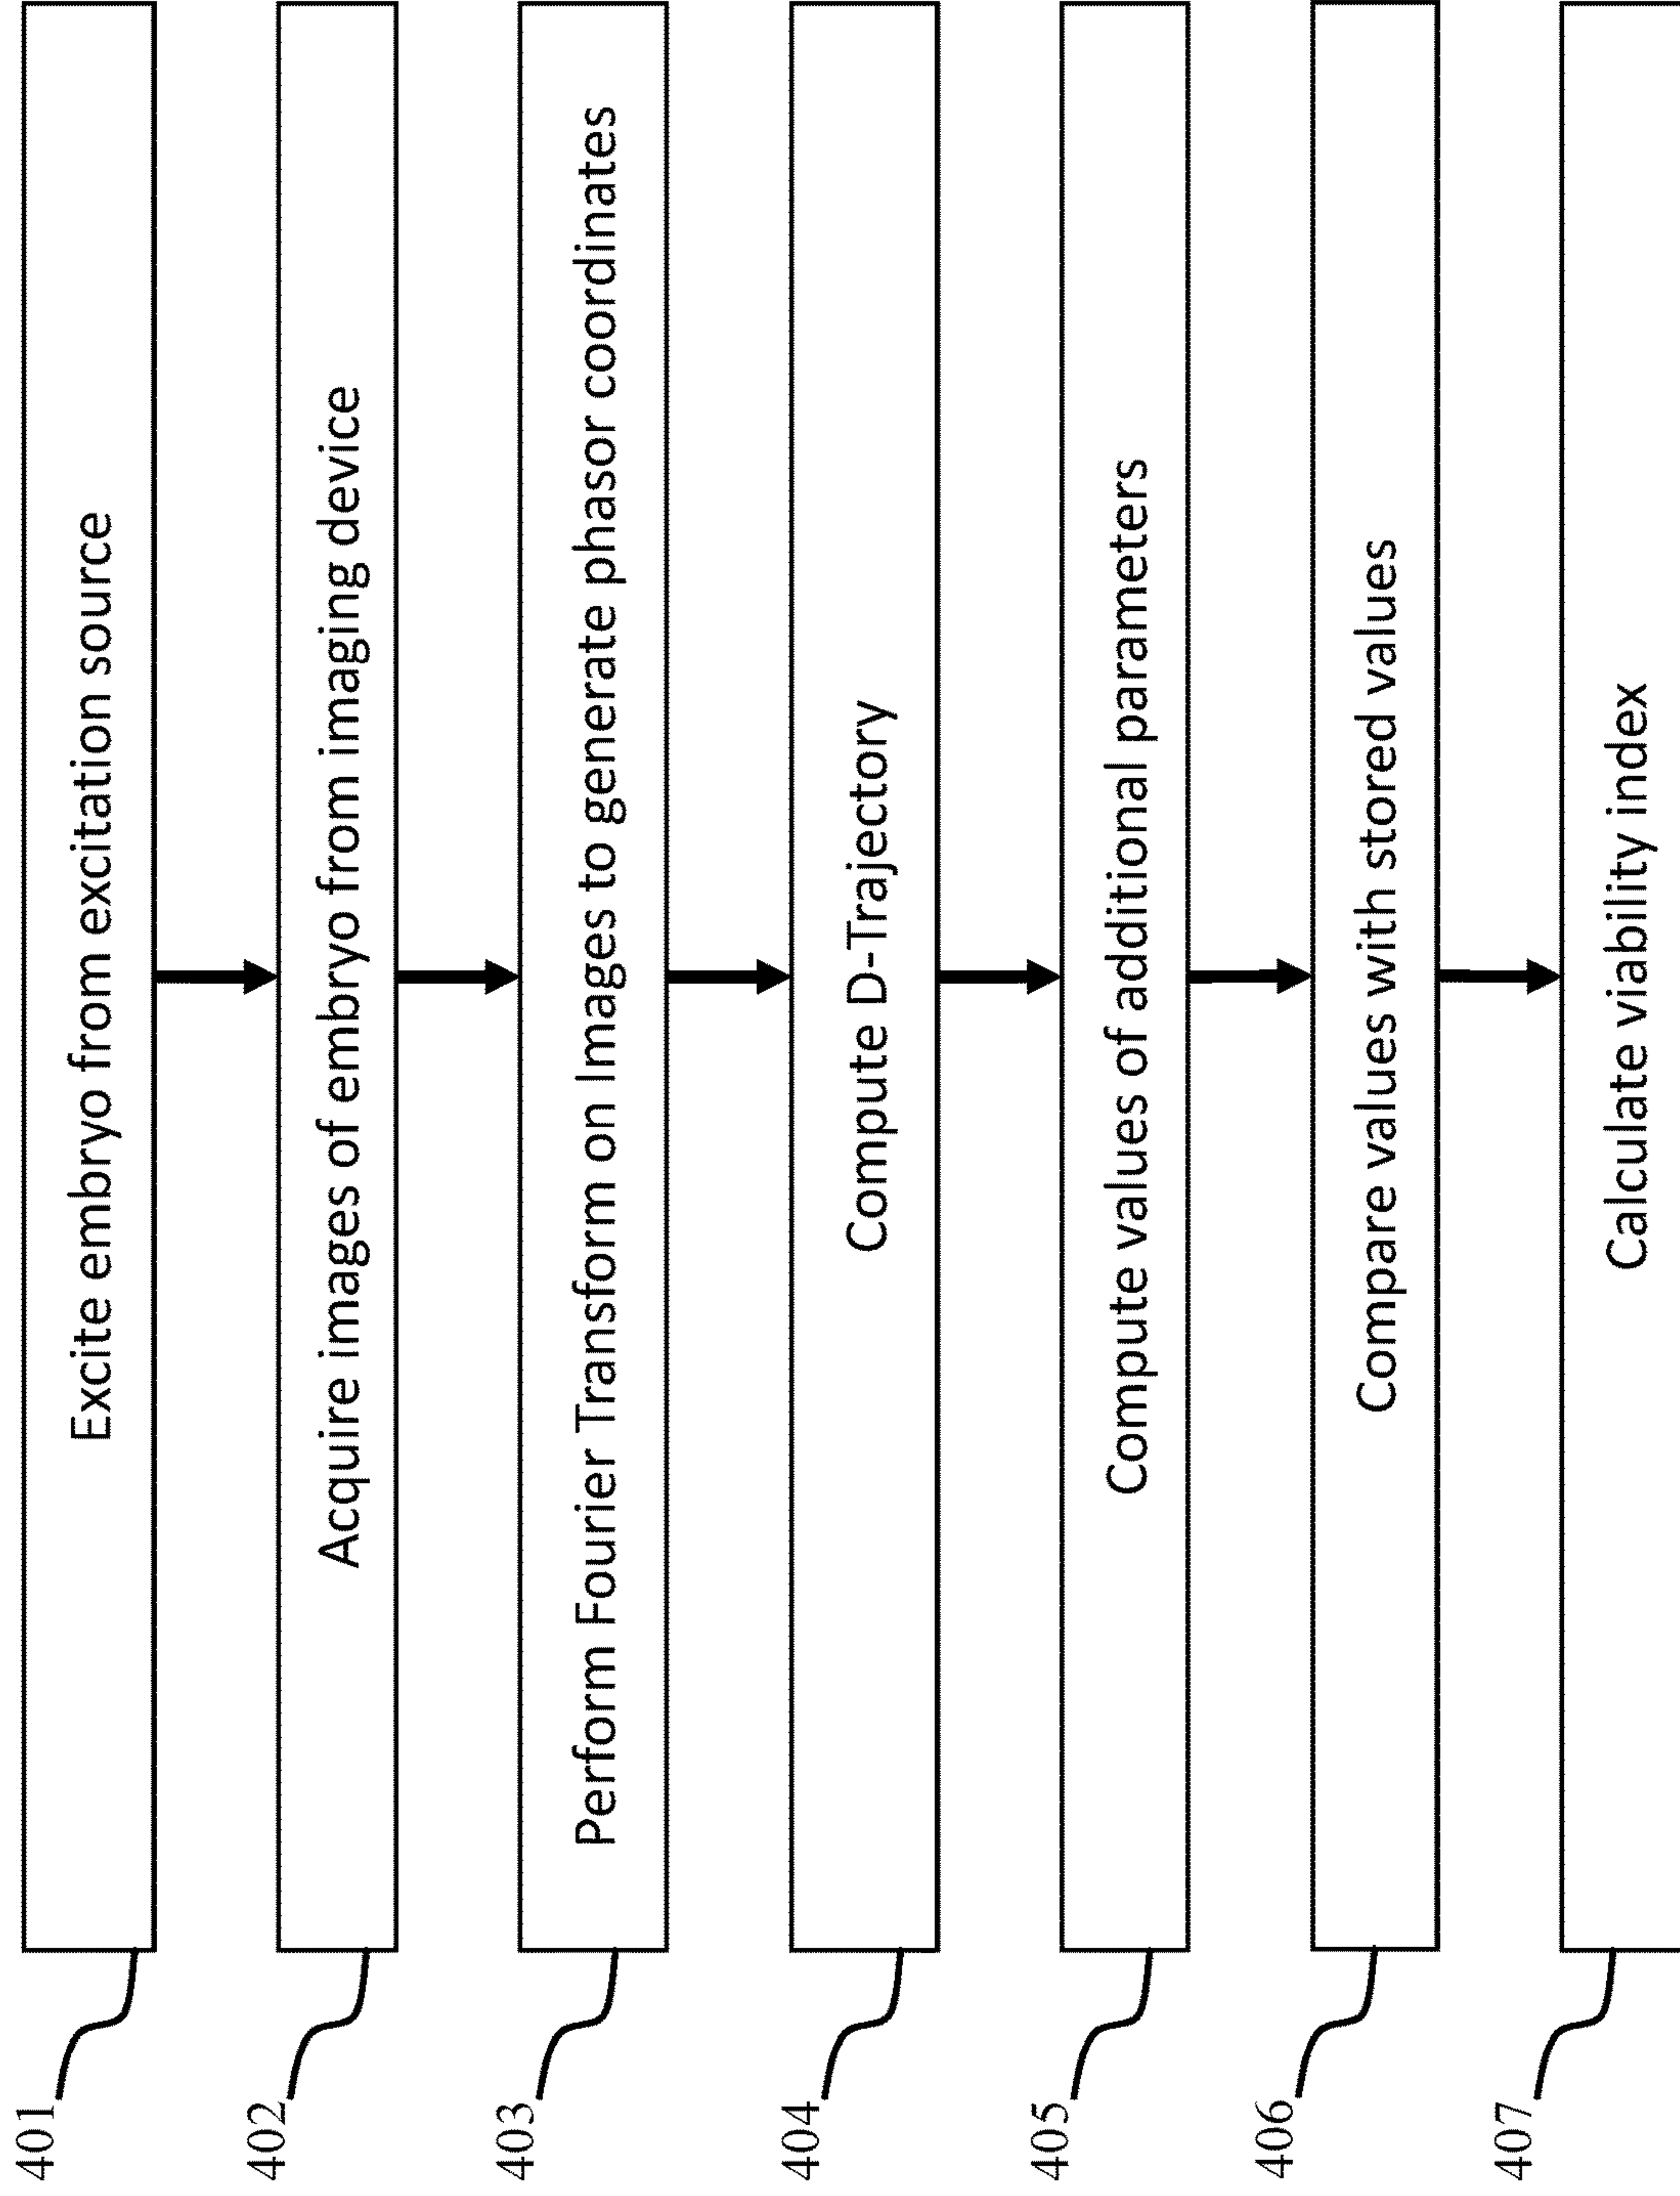 401
Excite embryo from excitation source
402
Acquire images of embryo from imaging device
403
Perform Fourier Transform on Images to generate phasor coordinates
404
Compute D-Trajectory
405
Compute values of additional parameters
406
Compare values with stored values
407
Calculate viability index